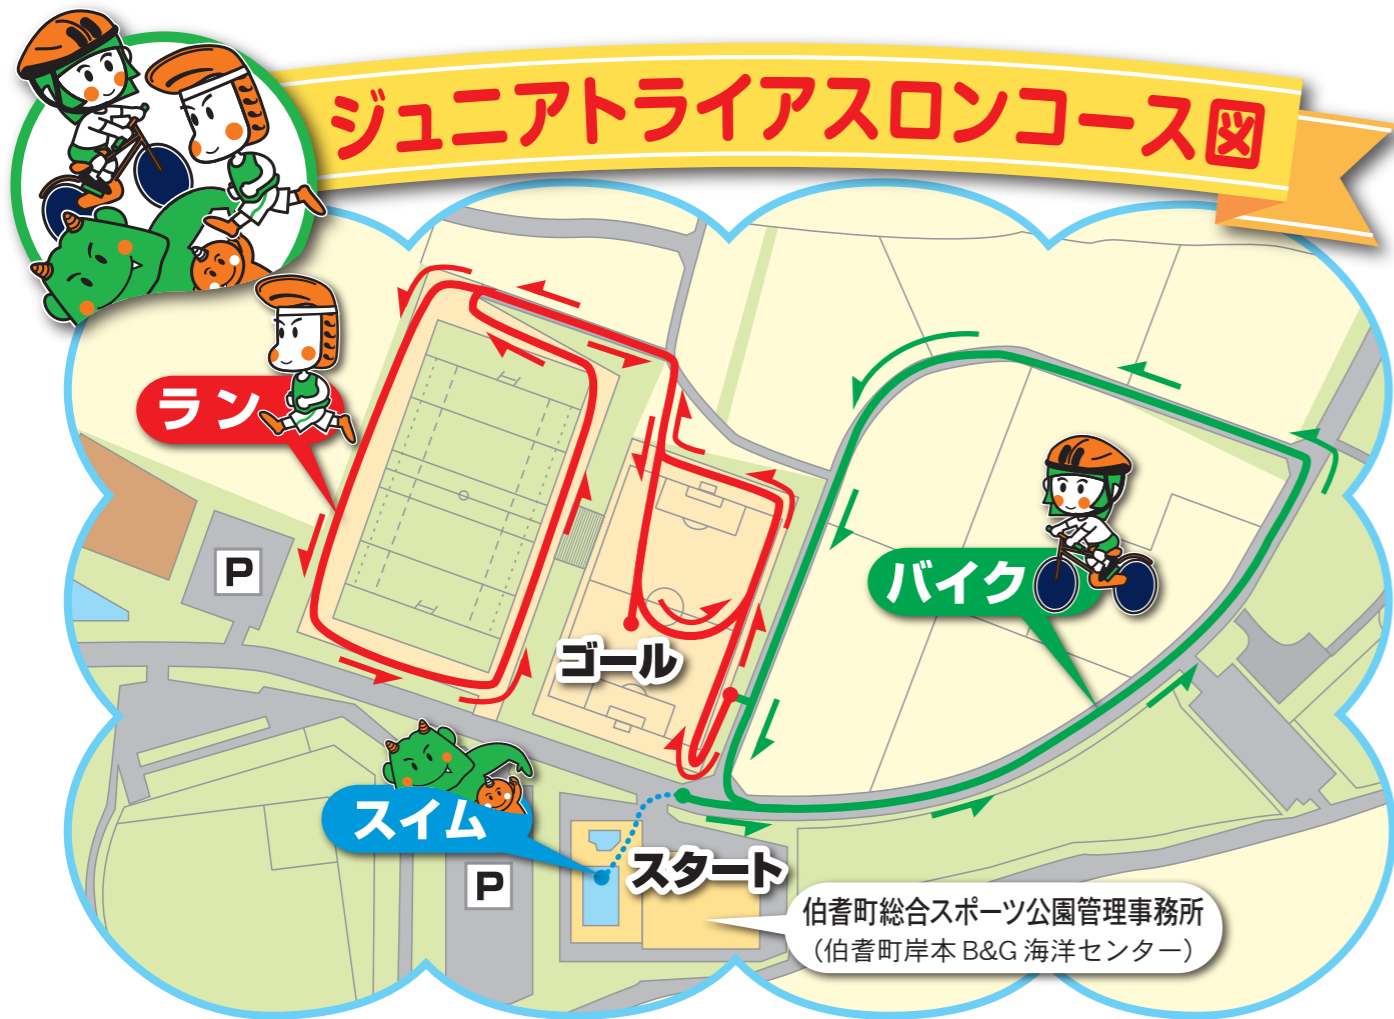 ジュニアトライアスロンコース図
ラン
P
バイク
ゴール
スイム
スタート
P
伯耆町総合スポーツ公園管理事務所
（伯耆町岸本B&G海洋センター）